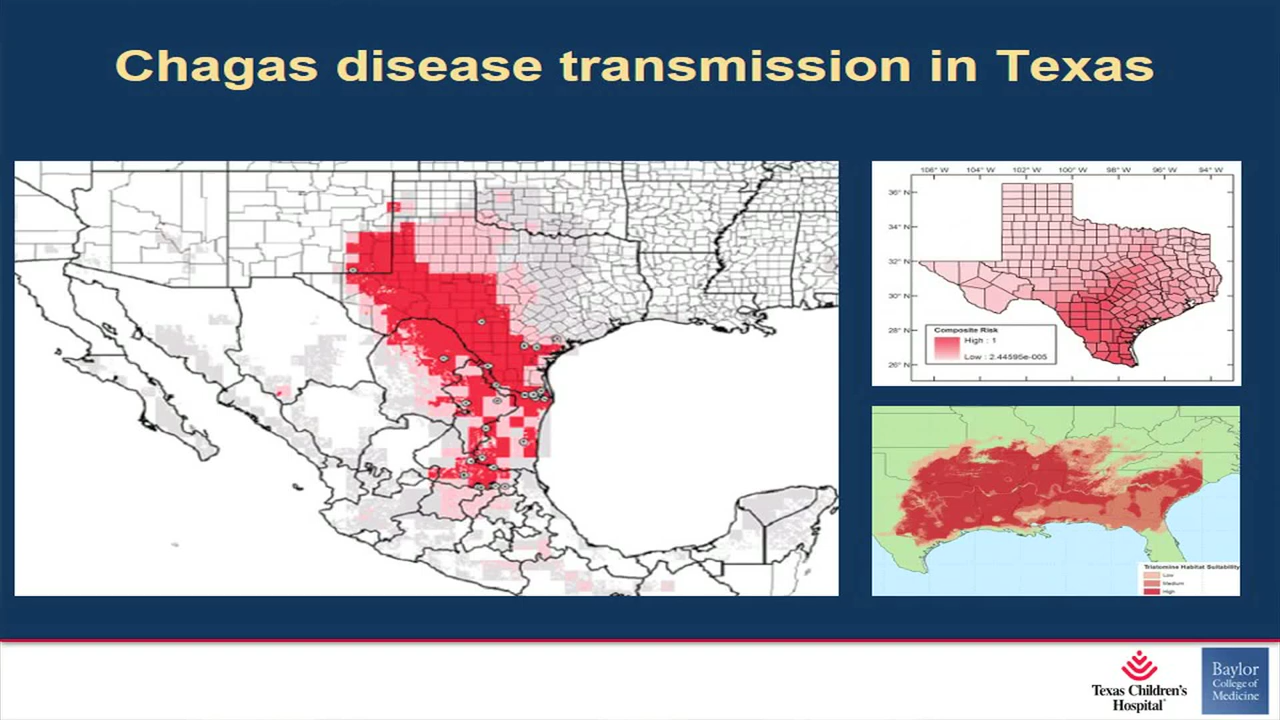 Chagas disease transmission in Texas
106° W 104° W 102° W 100° W 98° W 96° W 94° W
36° N
34° N
32° N
30° N
28° N
26° N
Composite Risk
High : 1
Low : 2.44595e-005
Triatomine Habitat Suitability
Low
Medium
High
Texas Children's
Hospital
Baylor
College of
Medicine